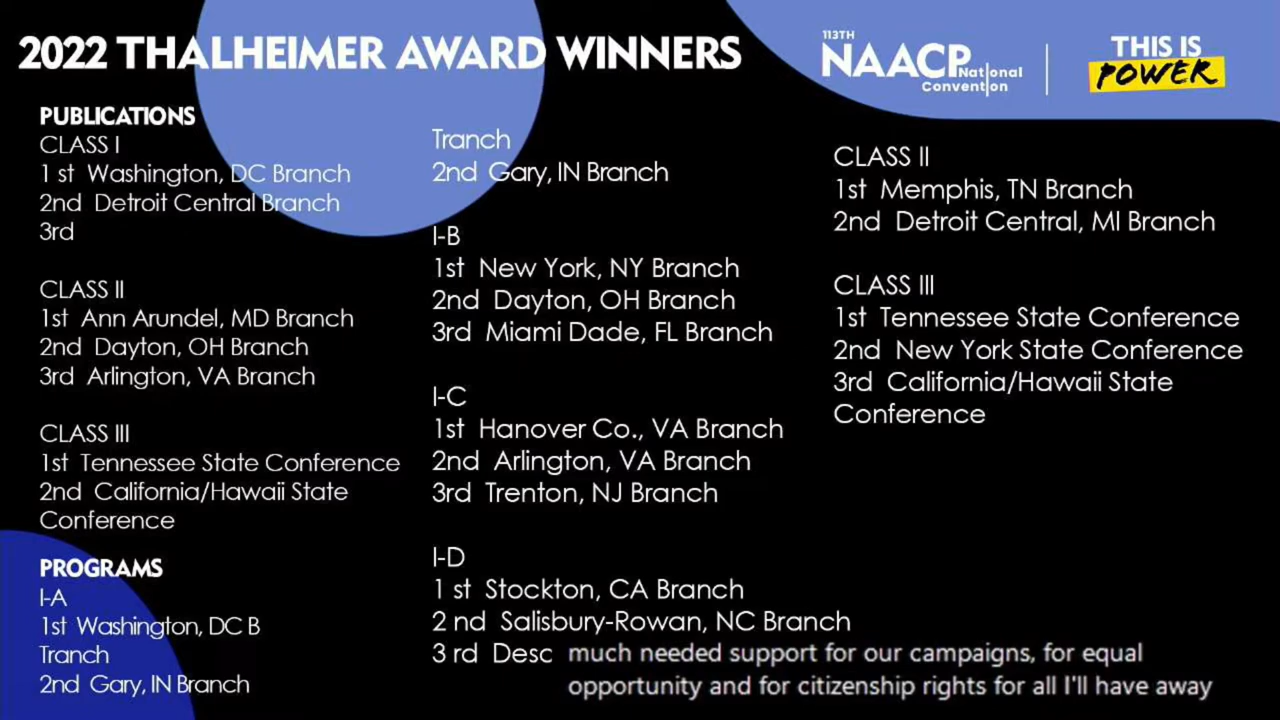 2022 THALHEIMER AWARD WINNERS
113TH
NAACP
National
Convention
THIS IS
POWER
PUBLICATIONS
CLASS I
1 st Washington, DC Branch
2nd Detroit Central Branch
3rd
CLASS II
1st Ann Arundel, MD Branch
2nd Dayton, OH Branch
3rd Arlington, VA Branch
CLASS III
1st Tennessee State Conference
2nd California/Hawaii State
Conference
PROGRAMS
I-A
1st Washington, DC B
Tranch
2nd Gary, IN Branch
Tranch
2nd Gary, IN Branch
I-B
1st New York, NY Branch
2nd Dayton, OH Branch
3rd Miami Dade, FL Branch
I-C
1st Hanover Co., VA Branch
2nd Arlington, VA Branch
3rd Trenton, NJ Branch
I-D
1 st Stockton, CA Branch
2 nd Salisbury-Rowan, NC Branch
3 rd Desc
CLASS II
1st Memphis, TN Branch
2nd Detroit Central, MI Branch
CLASS III
1st Tennessee State Conference
2nd New York State Conference
3rd California/Hawaii State
Conference
much needed support for our campaigns, for equal
opportunity and for citizenship rights for all I'll have away